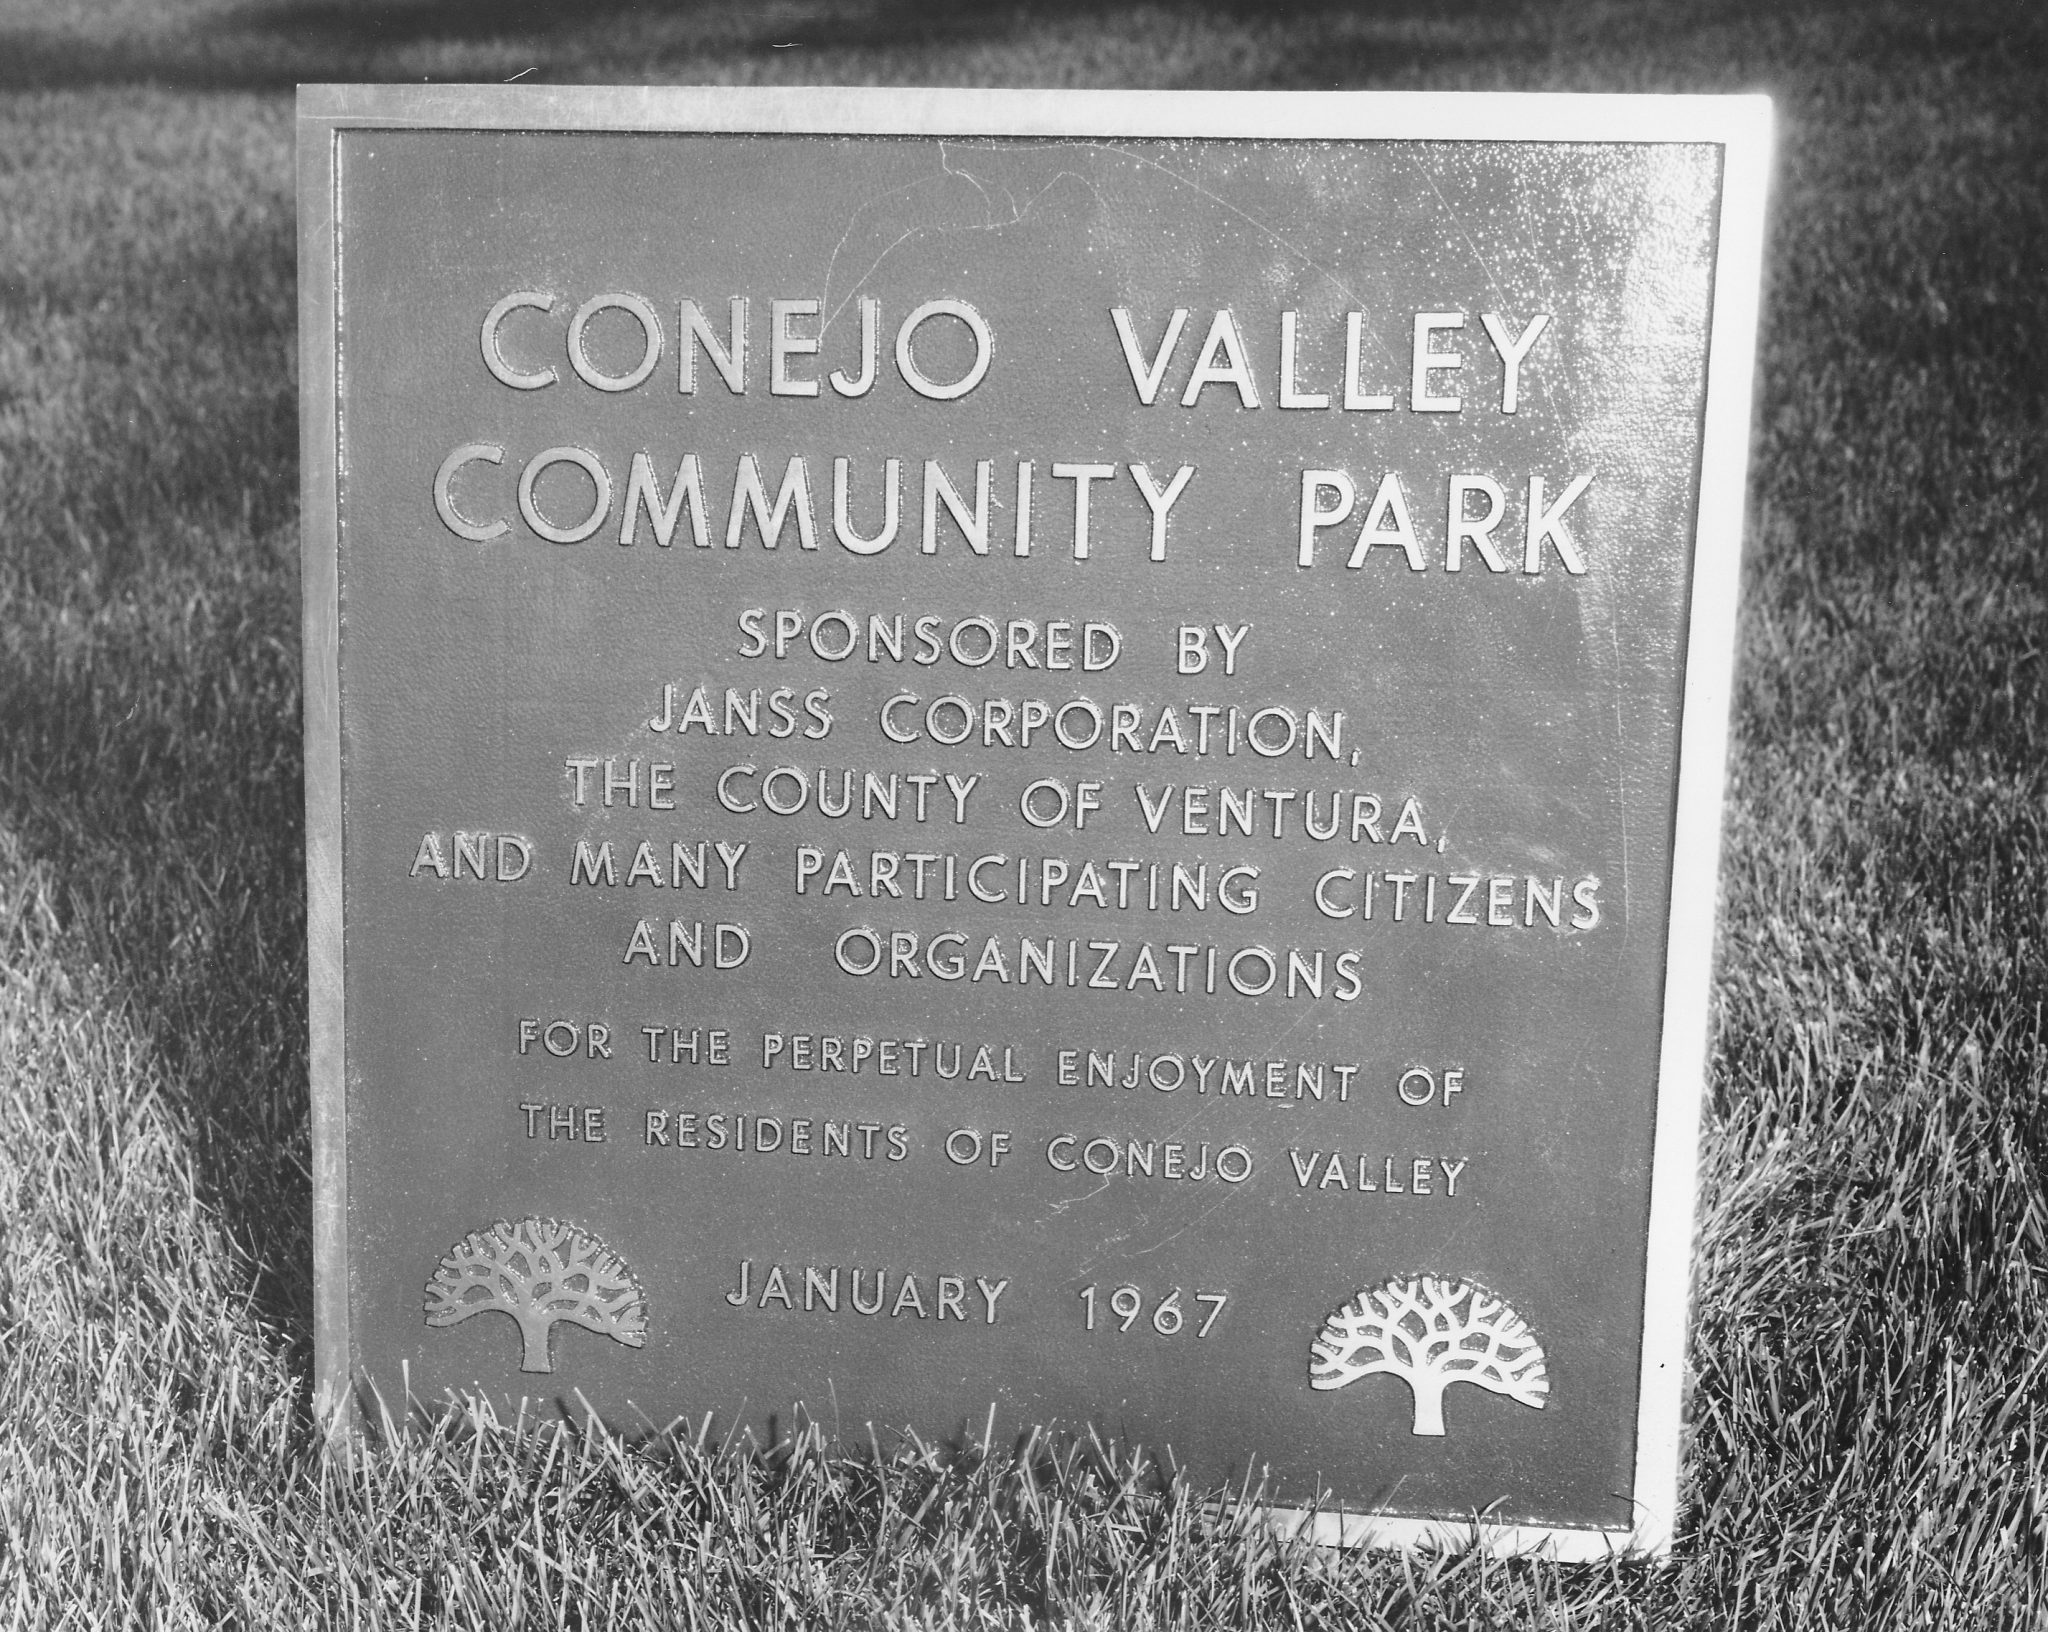 CONEJO VALLEY
COMMUNITY PARK
SPONSORED BY
JANSS CORPORATION,
THE COUNTY OF VENTURA,
AND MANY PARTICIPATING CITIZENS
AND ORGANIZATIONS
FOR THE PERPETUAL ENJOYMENT OF
THE RESIDENTS OF CONEJO VALLEY
JANUARY 1967